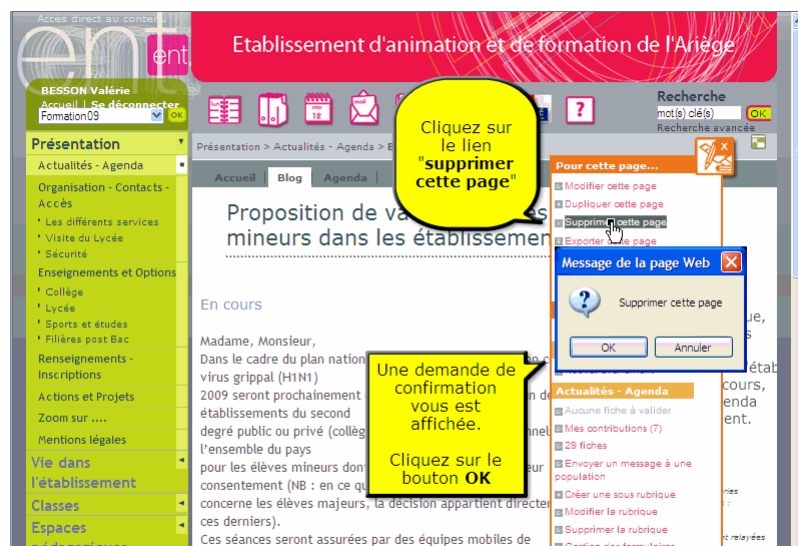 Acces direct au contenu
ent
ent
Etablissement d'animation et de formation de l'Ariège
BESSON Valérie
Accueil | Se déconnecter
Formation09
OK
12
?
Recherche
mot(s) clé(s)
OK
Recherche avancée
Présentation
Actualités - Agenda
Organisation - Contacts -
Accès
Les différents services
Visite du Lycée
Sécurité
Enseignements et Options
Collège
Lycée
Sports et études
Filières post Bac
Renseignements -
Inscriptions
Actions et Projets
Zoom sur ....
Mentions légales
Vie dans
l'établissement
Classes
Espaces
Présentation > Actualités - Agenda >
Accueil | Blog | Agenda |
Proposition de
mineurs dans les
En cours
Madame, Monsieur,
Dans le cadre du plan
virus grippal (H1N1)
2009 seront prochainement
établissements du second
degré public ou privé
l'ensemble du pays
pour les élèves mineurs
consentement (NB : en ce
concerne les élèves majeurs, la décision appartient
ces derniers).
Ces séances seront assurées par des équipes mobiles de
Cliquez sur
le lien
"supprimer
cette page"
Pour cette page...
X
Modifier cette page
Dupliquer cette page
Supprimer cette page
Exporter cette page
Message de la page Web
Supprimer cette page
OK
Annuler
Une demande de
confirmation
vous est
affichée.
Cliquez sur le
bouton OK
Actualités - Agenda
Aucune fiche à valider
Mes contributions (7)
29 fiches
Envoyer un message à une
population
Créer une sous rubrique
Modifier la rubrique
Supprimer la rubrique
Gestion des formulaires
relayées